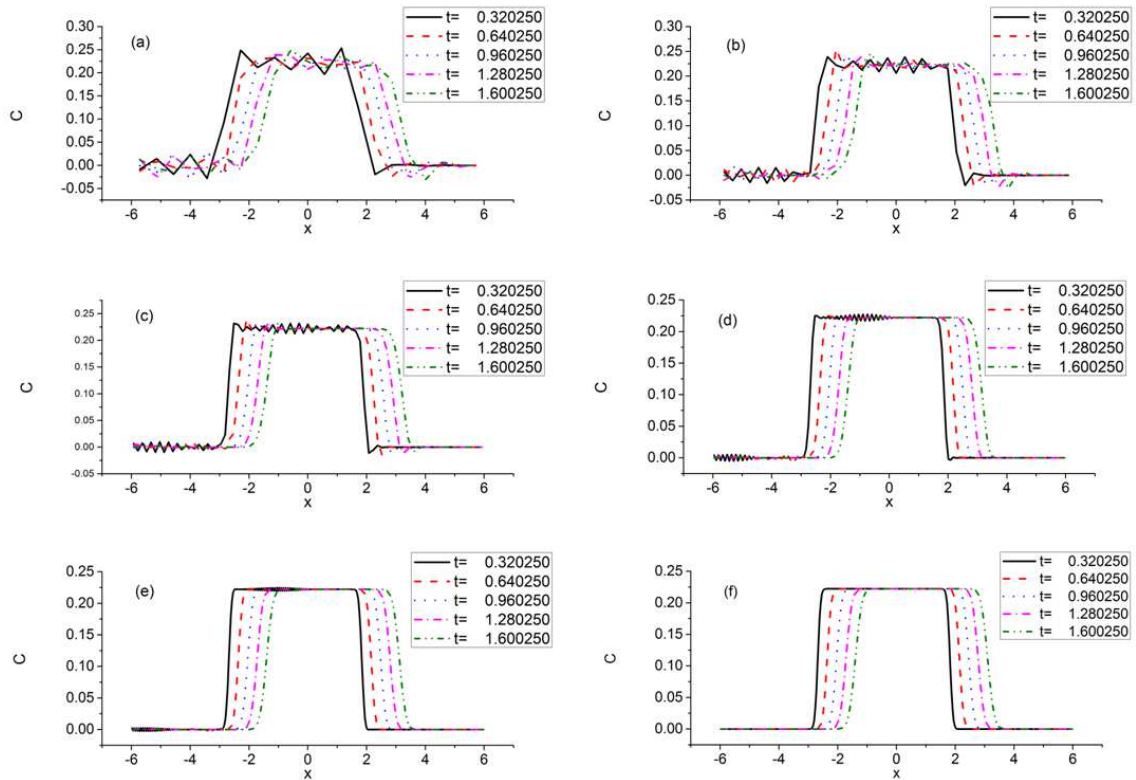 (a)
t= 0.320250
t= 0.640250
t= 0.960250
t= 1.280250
t= 1.600250
0.30
0.25
0.20
0.15
0.10
0.05
0.00
-0.05
C
-6 -4 -2 0 2 4 6
x
(b)
t= 0.320250
t= 0.640250
t= 0.960250
t= 1.280250
t= 1.600250
0.30
0.25
0.20
0.15
0.10
0.05
0.00
0.05
C
-6 -4 -2 0 2 4 6
x
(c)
t= 0.320250
t= 0.640250
t= 0.960250
t= 1.280250
t= 1.600250
0.25
0.20
0.15
0.10
0.05
0.00
-0.05
C
-6 -4 -2 0 2 4 6
x
(d)
t= 0.320250
t= 0.640250
t= 0.960250
t= 1.280250
t= 1.600250
0.25
0.20
0.15
0.10
0.05
0.00
C
-6 -4 -2 0 2 4 6
x
(e)
t= 0.320250
t= 0.640250
t= 0.960250
t= 1.280250
t= 1.600250
0.25
0.20
0.15
0.10
0.05
0.00
C
-6 -4 -2 0 2 4 6
x
(f)
t= 0.320250
t= 0.640250
t= 0.960250
t= 1.280250
t= 1.600250
0.25
0.20
0.15
0.10
0.05
0.00
C
-6 -4 -2 0 2 4 6
x